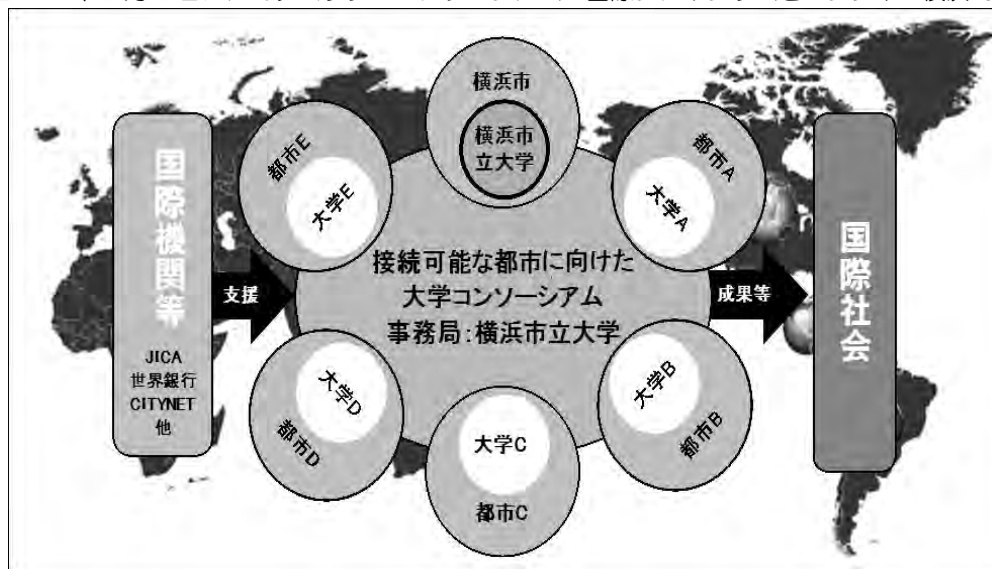 国際機関等
JICA
世界銀行
CITYNET
他
支援
横浜市
横浜市
立大学
都市E
大学E
都市A
大学A
接続可能な都市に向けた
大学コンソーシアム
事務局:横浜市立大学
大学D
都市D
大学C
都市C
大学B
都市B
成果等
国際社会